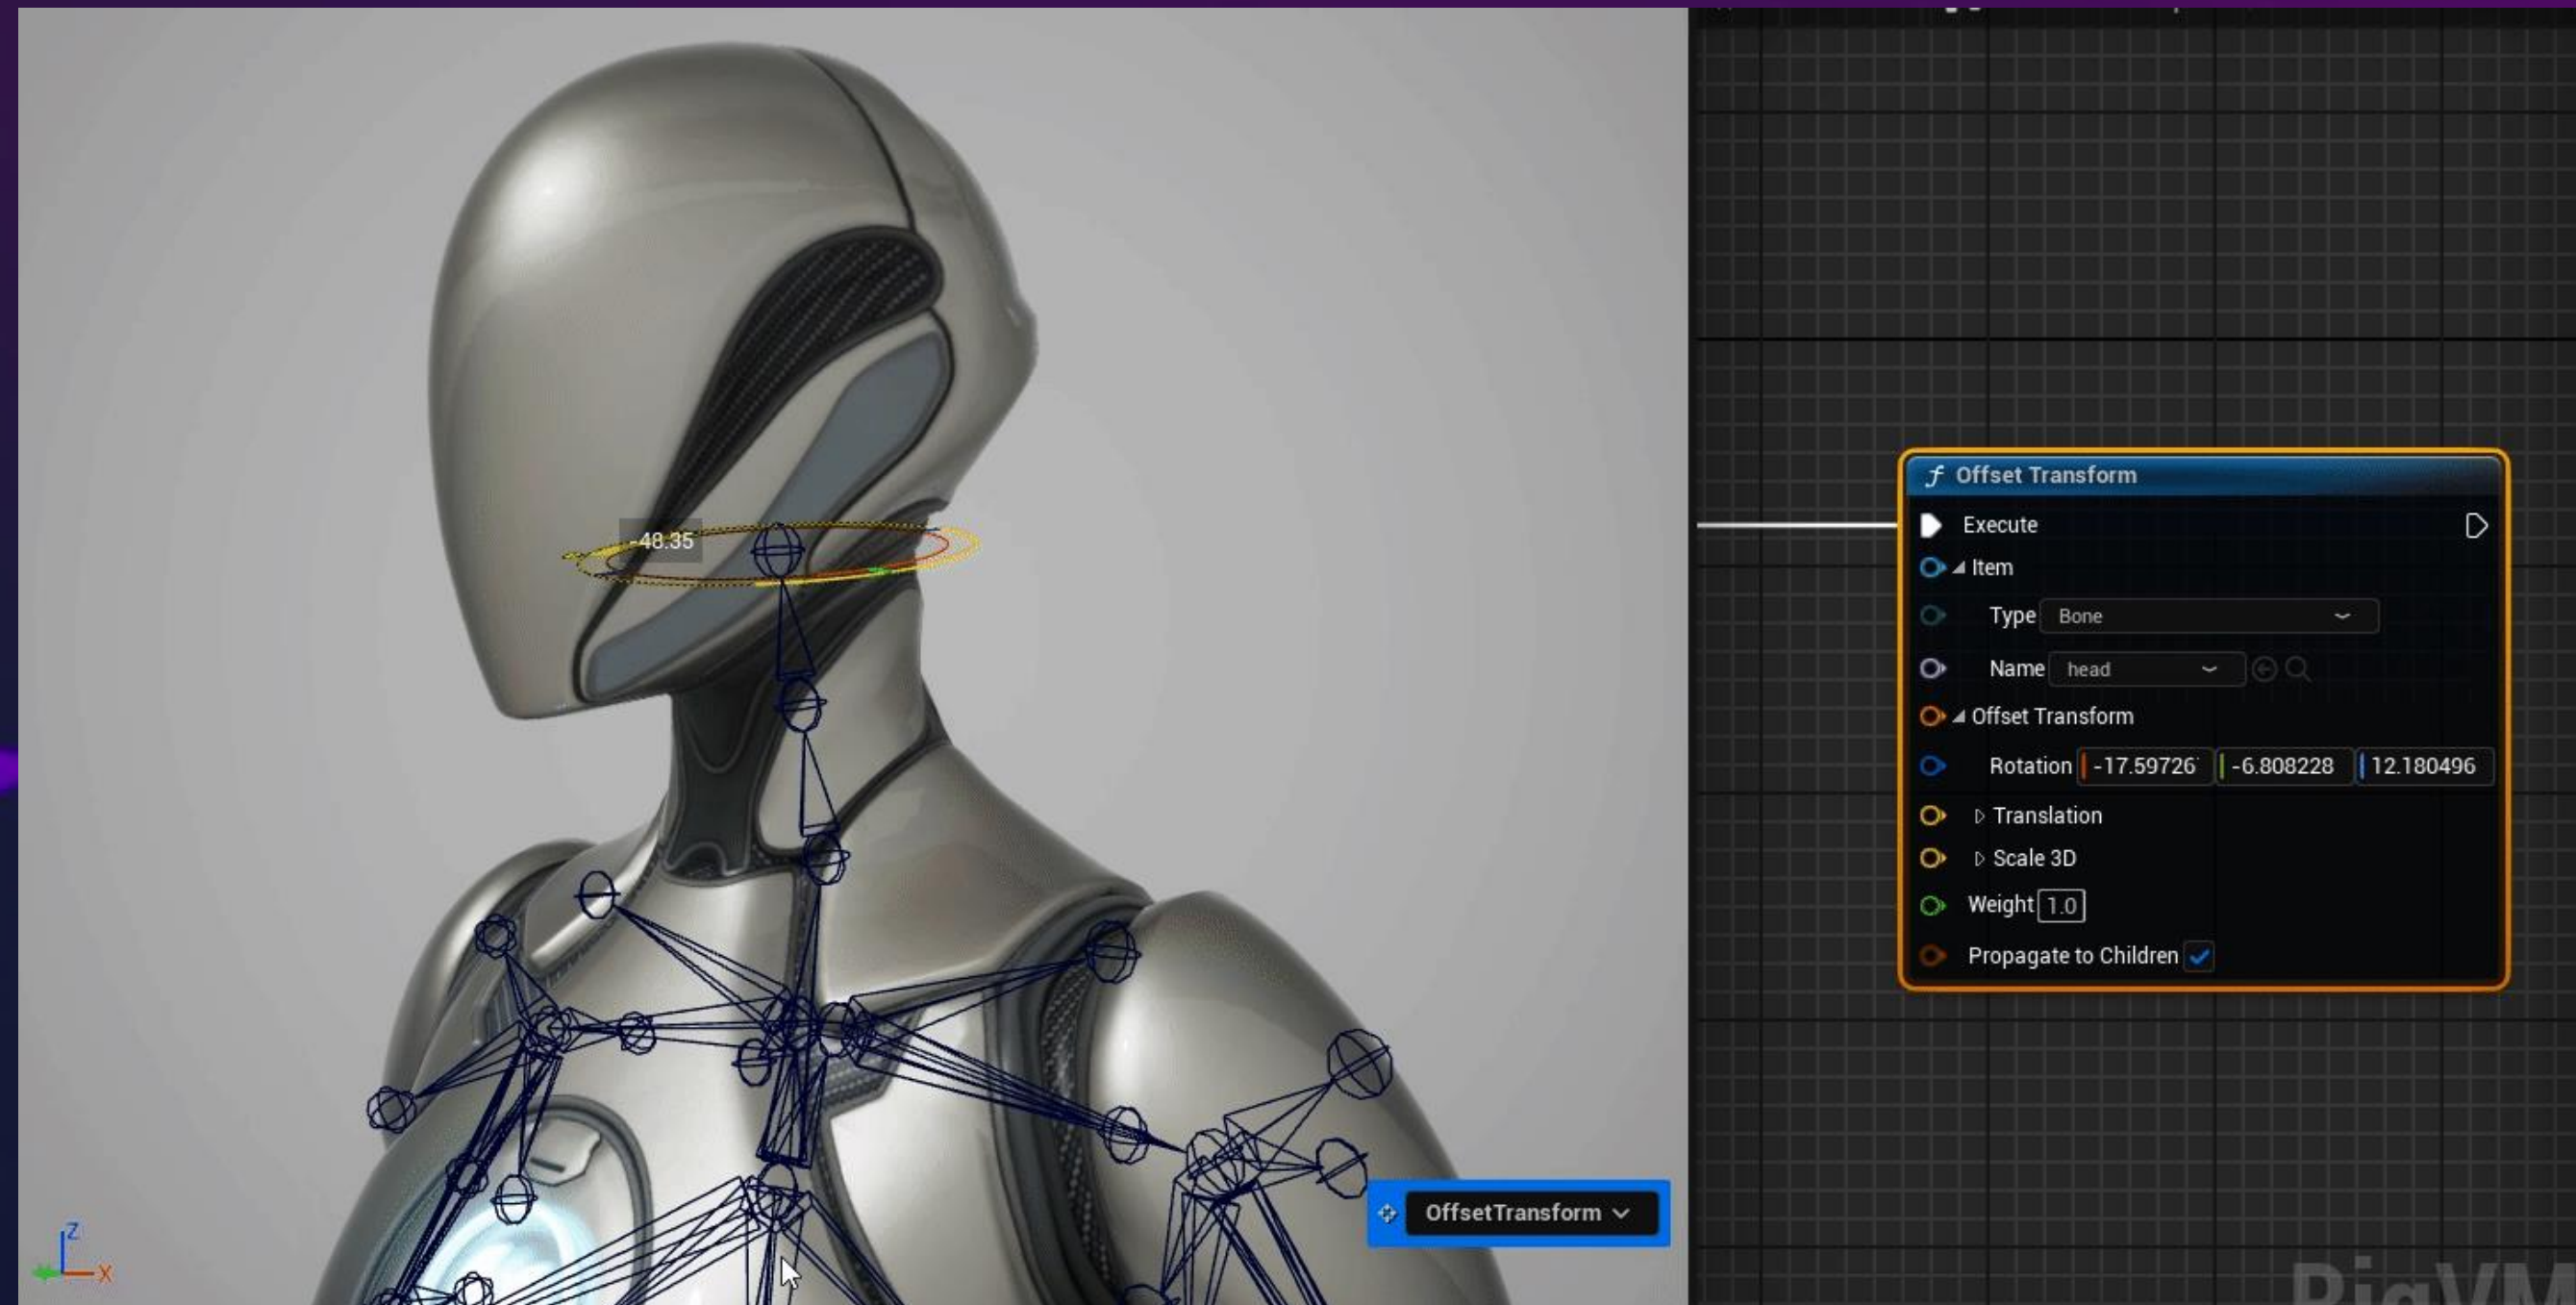 -48.35
Z
X
OffsetTransform
f Offset Transform
Execute
Item
Type Bone
Name head
Offset Transform
Rotation -17.59726 -6.808228 12.180496
Translation
Scale 3D
Weight 1.0
Propagate to Children
RigVM